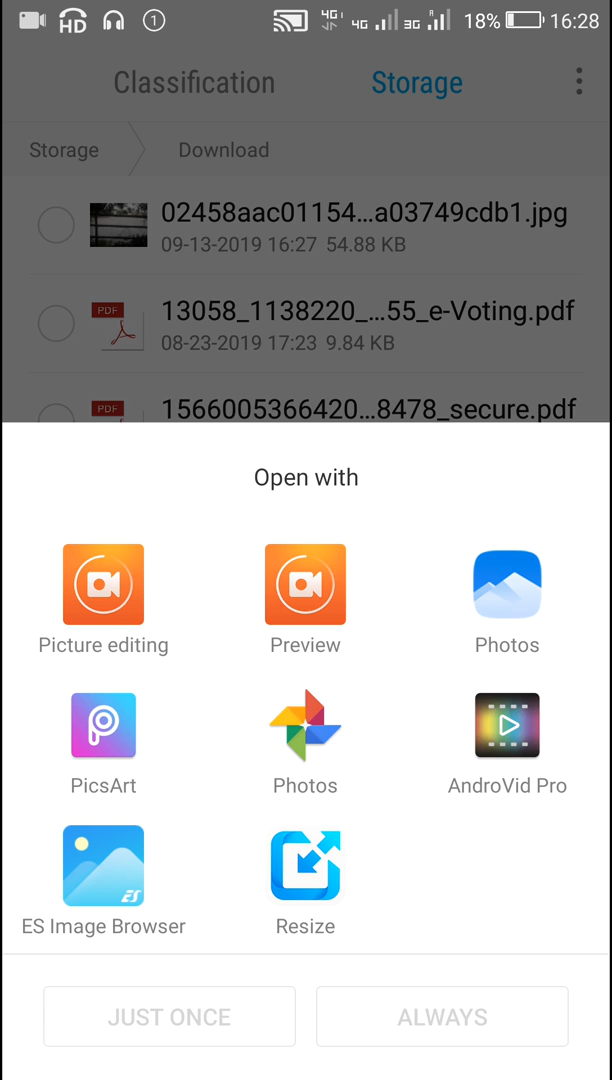 HD 1 4G 4G 3G R 18% 16:28
Classification Storage
Storage Download
02458aac01154...a03749cdb1.jpg
09-13-2019 16:27 54.88 KB
PDF
13058_1138220_...55_e-Voting.pdf
08-23-2019 17:23 9.84 KB
PDF
1566005366420...8478_secure.pdf
Open with
Picture editing Preview Photos
PicsArt Photos AndroVid Pro
ES
ES Image Browser Resize
JUST ONCE ALWAYS